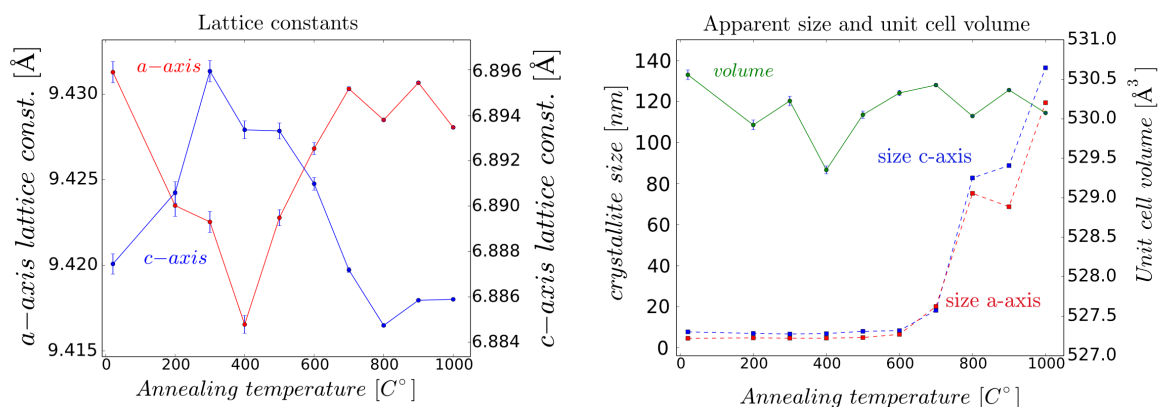 Lattice constants
a-axis lattice const. [Å]
9.430
9.425
9.420
9.415
a-axis
c-axis
6.896
6.894
6.892
6.890
6.888
6.886
6.884
c-axis lattice const. [Å]
0 200 400 600 800 1000
Annealing temperature [C°]
Apparent size and unit cell volume
crystallite size [nm]
140
120
100
80
60
40
20
0
volume
size c-axis
size a-axis
531.0
530.5
530.0
529.5
529.0
528.5
528.0
527.5
527.0
Unit cell volume [Å³]
0 200 400 600 800 1000
Annealing temperature [C°]